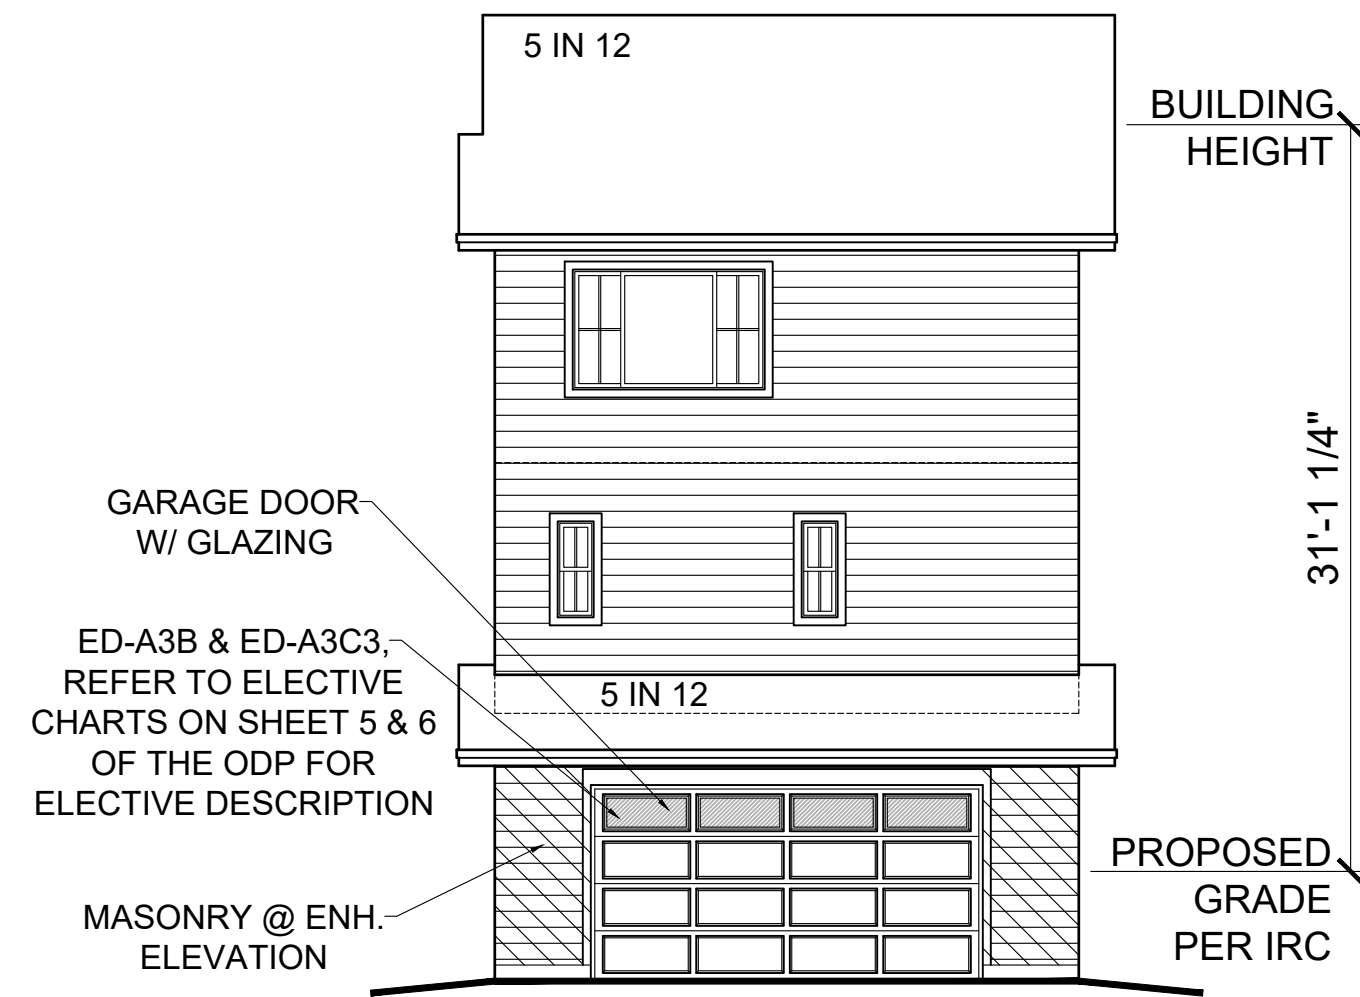 5 IN 12
BUILDING
HEIGHT
31'-1 1/4"
GARAGE DOOR
W/ GLAZING
ED-A3B & ED-A3C3,
REFER TO ELECTIVE
CHARTS ON SHEET 5 & 6
OF THE ODP FOR
ELECTIVE DESCRIPTION
5 IN 12
MASONRY @ ENH.
ELEVATION
PROPOSED
GRADE
PER IRC